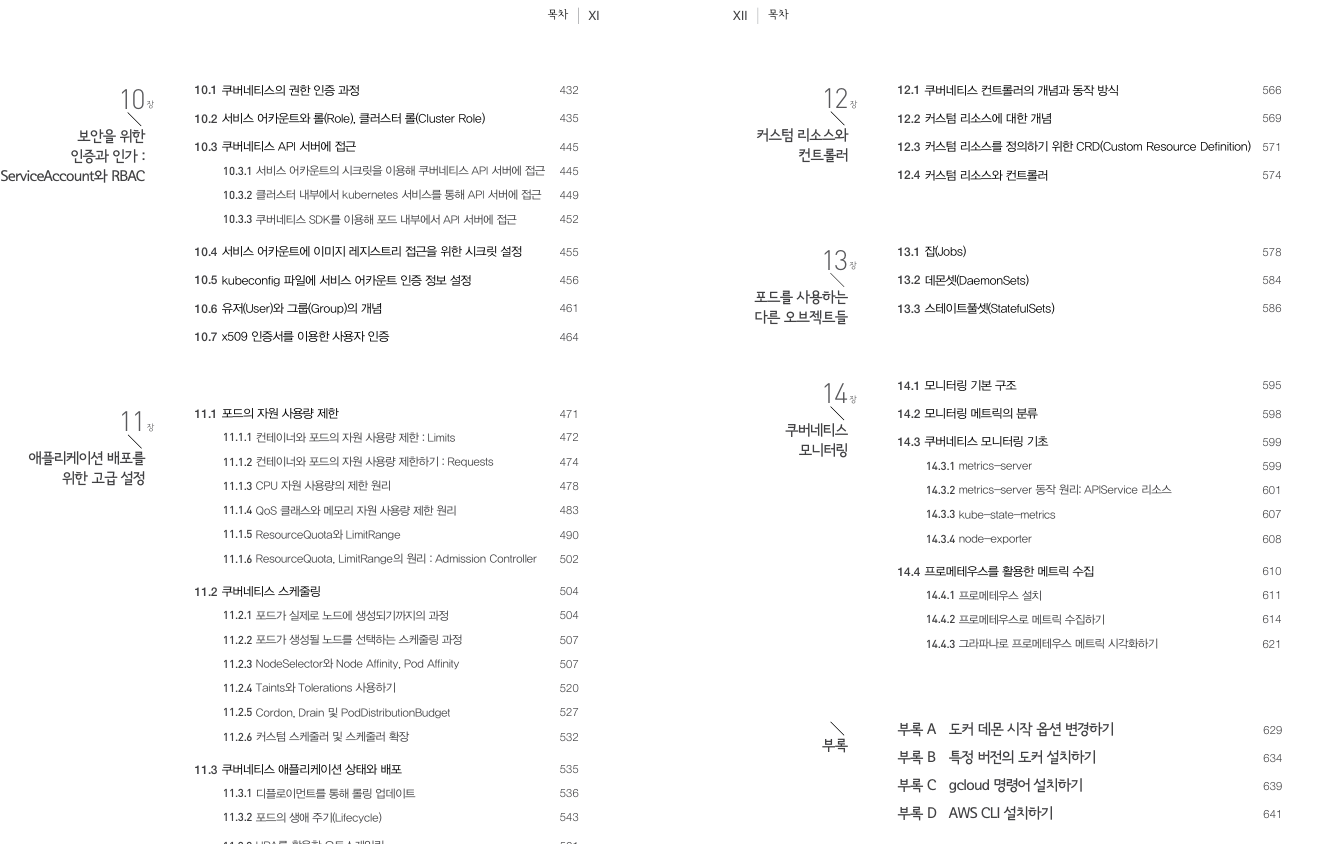 목차 | XI
10장
보안을 위한
인증과 인가 :
ServiceAccount와 RBAC
10.1 쿠버네티스의 권한 인증 과정 432
10.2 서비스 어카운트와 롤(Role), 클러스터 롤(Cluster Role) 435
10.3 쿠버네티스 API 서버에 접근 445
10.3.1 서비스 어카운트의 시크릿을 이용해 쿠버네티스 API 서버에 접근 445
10.3.2 클러스터 내부에서 kubernetes 서비스를 통해 API 서버에 접근 449
10.3.3 쿠버네티스 SDK를 이용해 포드 내부에서 API 서버에 접근 452
10.4 서비스 어카운트에 이미지 레지스트리 접근을 위한 시크릿 설정 455
10.5 kubeconfig 파일에 서비스 어카운트 인증 정보 설정 456
10.6 유저(User)와 그룹(Group)의 개념 461
10.7 x509 인증서를 이용한 사용자 인증 464
11장
애플리케이션 배포를
위한 고급 설정
11.1 포드의 자원 사용량 제한 471
11.1.1 컨테이너와 포드의 자원 사용량 제한 : Limits 472
11.1.2 컨테이너와 포드의 자원 사용량 제한하기 : Requests 474
11.1.3 CPU 자원 사용량의 제한 원리 478
11.1.4 QoS 클래스와 메모리 자원 사용량 제한 원리 483
11.1.5 ResourceQuota와 LimitRange 490
11.1.6 ResourceQuota, LimitRange의 원리 : Admission Controller 502
11.2 쿠버네티스 스케줄링 504
11.2.1 포드가 실제로 노드에 생성되기까지의 과정 504
11.2.2 포드가 생성될 노드를 선택하는 스케줄링 과정 507
11.2.3 NodeSelector와 Node Affinity, Pod Affinity 507
11.2.4 Taints와 Tolerations 사용하기 520
11.2.5 Cordon, Drain 및 PodDistributionBudget 527
11.2.6 커스텀 스케줄러 및 스케줄러 확장 532
11.3 쿠버네티스 애플리케이션 상태와 배포 535
11.3.1 디플로이먼트를 통해 롤링 업데이트 536
11.3.2 포드의 생애 주기(Lifecycle) 543
XII | 목차
12장
커스텀 리소스와
컨트롤러
12.1 쿠버네티스 컨트롤러의 개념과 동작 방식 566
12.2 커스텀 리소스에 대한 개념 569
12.3 커스텀 리소스를 정의하기 위한 CRD(Custom Resource Definition) 571
12.4 커스텀 리소스와 컨트롤러 574
13장
포드를 사용하는
다른 오브젝트들
13.1 잡(Jobs) 578
13.2 데몬셋(DaemonSets) 584
13.3 스테이트풀셋(StatefulSets) 586
14장
쿠버네티스
모니터링
14.1 모니터링 기본 구조 595
14.2 모니터링 메트릭의 분류 598
14.3 쿠버네티스 모니터링 기초 599
14.3.1 metrics-server 599
14.3.2 metrics-server 동작 원리: APIService 리소스 601
14.3.3 kube-state-metrics 607
14.3.4 node-exporter 608
14.4 프로메테우스를 활용한 메트릭 수집 610
14.4.1 프로메테우스 설치 611
14.4.2 프로메테우스로 메트릭 수집하기 614
14.4.3 그라파나로 프로메테우스 메트릭 시각화하기 621
부록
부록 A 도커 데몬 시작 옵션 변경하기 629
부록 B 특정 버전의 도커 설치하기 634
부록 C gcloud 명령어 설치하기 639
부록 D AWS CLI 설치하기 641